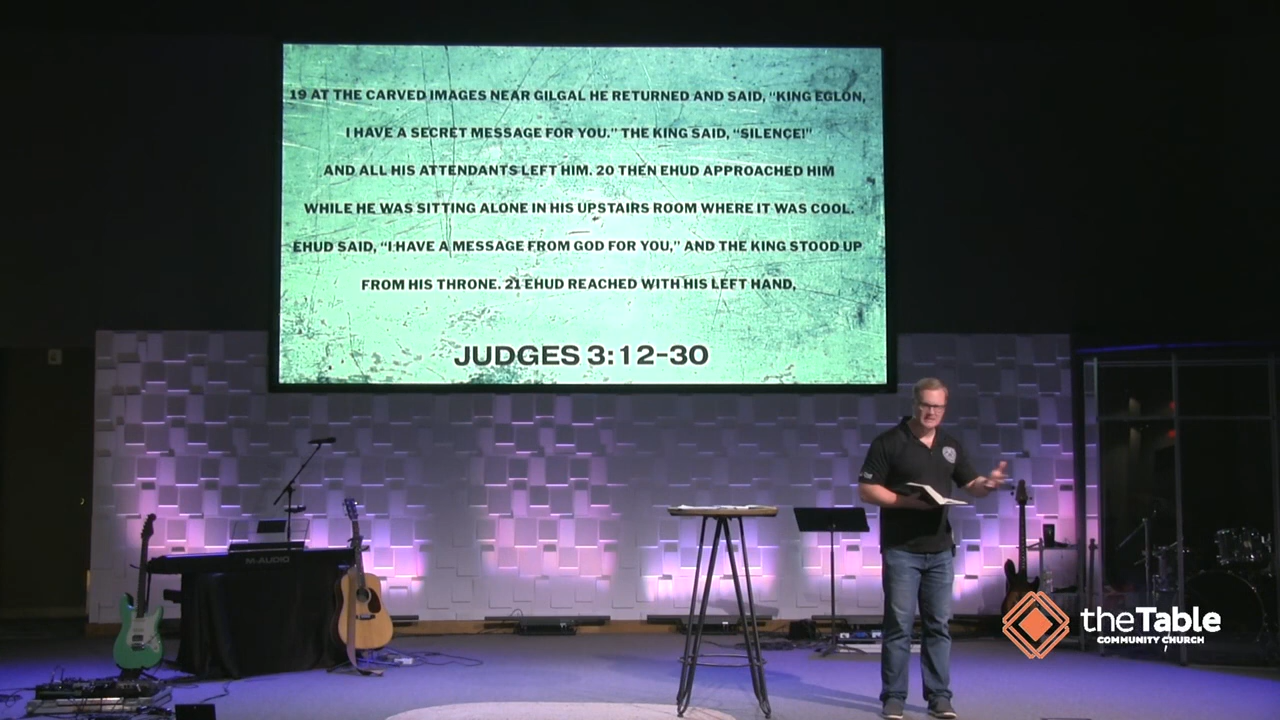 19 AT THE CARVED IMAGES NEAR GILGAL HE RETURNED AND SAID, “KING EGLON,
I HAVE A SECRET MESSAGE FOR YOU.” THE KING SAID, “SILENCE!”
AND ALL HIS ATTENDANTS LEFT HIM. 20 THEN EHUD APPROACHED HIM
WHILE HE WAS SITTING ALONE IN HIS UPSTAIRS ROOM WHERE IT WAS COOL.
EHUD SAID, “I HAVE A MESSAGE FROM GOD FOR YOU,” AND THE KING STOOD UP
FROM HIS THRONE. 21 EHUD REACHED WITH HIS LEFT HAND,
JUDGES 3:12-30
M-AUDIO
theTable
COMMUNITY CHURCH